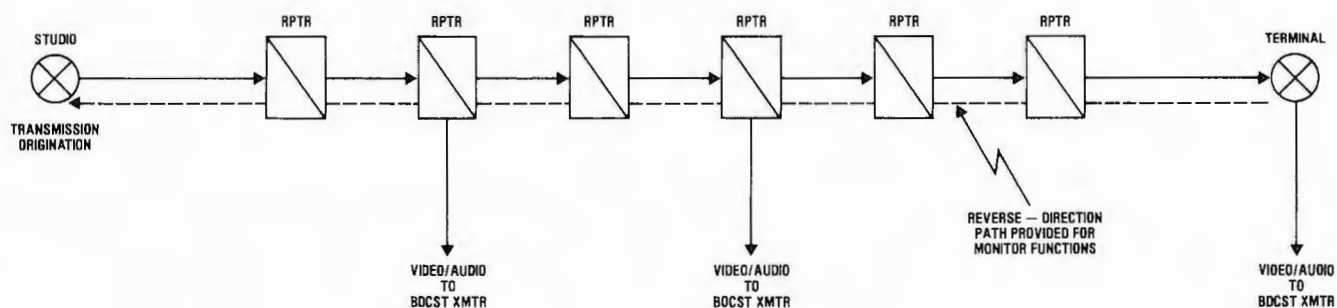 RPTR
RPTR
RPTR
RPTR
RPTR
RPTR
STUDIO
TERMINAL
TRANSMISSION
ORIGINATION
REVERSE — DIRECTION
PATH PROVIDED FOR
MONITOR FUNCTIONS
VIDEO/AUDIO
TO
BDCST XMTR
VIDEO/AUDIO
TO
BDCST XMTR
VIDEO/AUDIO
TO
BDCST XMTR